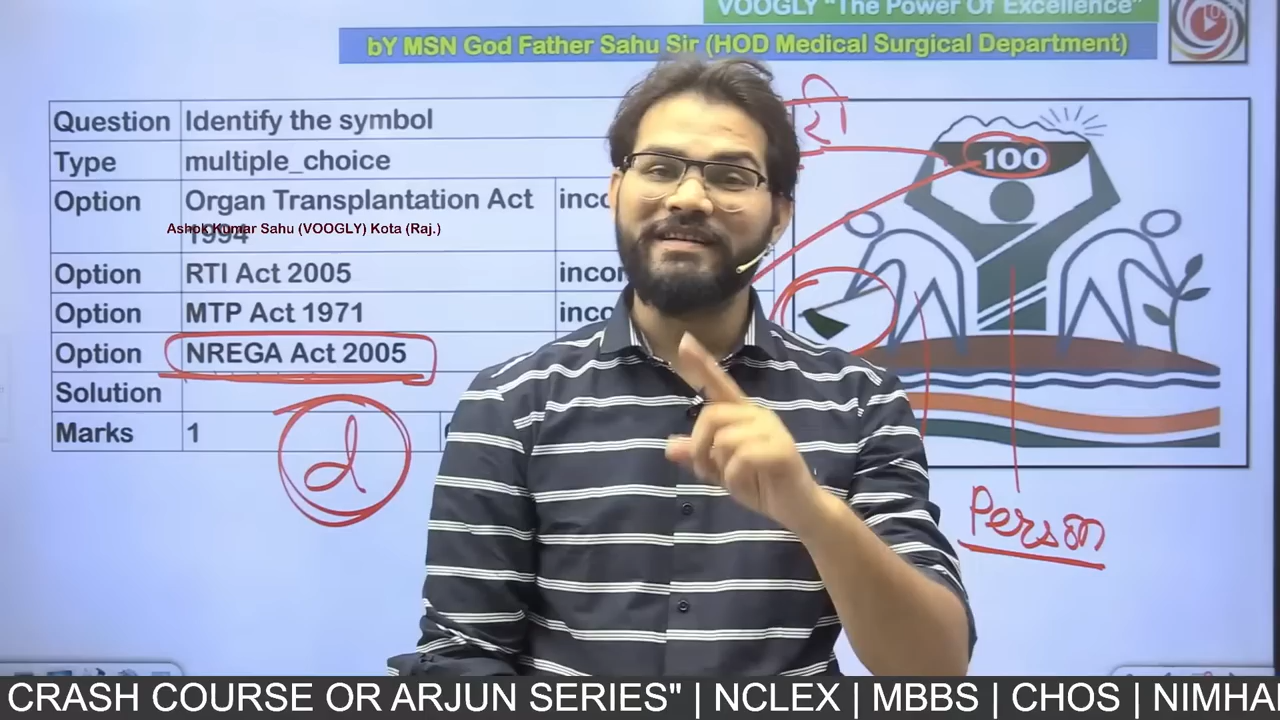 VOOGLY "The Power Of Excellence"
bY MSN God Father Sahu Sir (HOD Medical Surgical Department)
Question Identify the symbol
Type multiple_choice
Option Organ Transplantation Act
1994
Ashok Kumar Sahu (VOOGLY) Kota (Raj.)
Option RTI Act 2005
Option MTP Act 1971
Option NREGA Act 2005
Solution
Marks 1
d
100
Person
CRASH COURSE OR ARJUN SERIES" | NCLEX | MBBS | CHOS | NIMHA